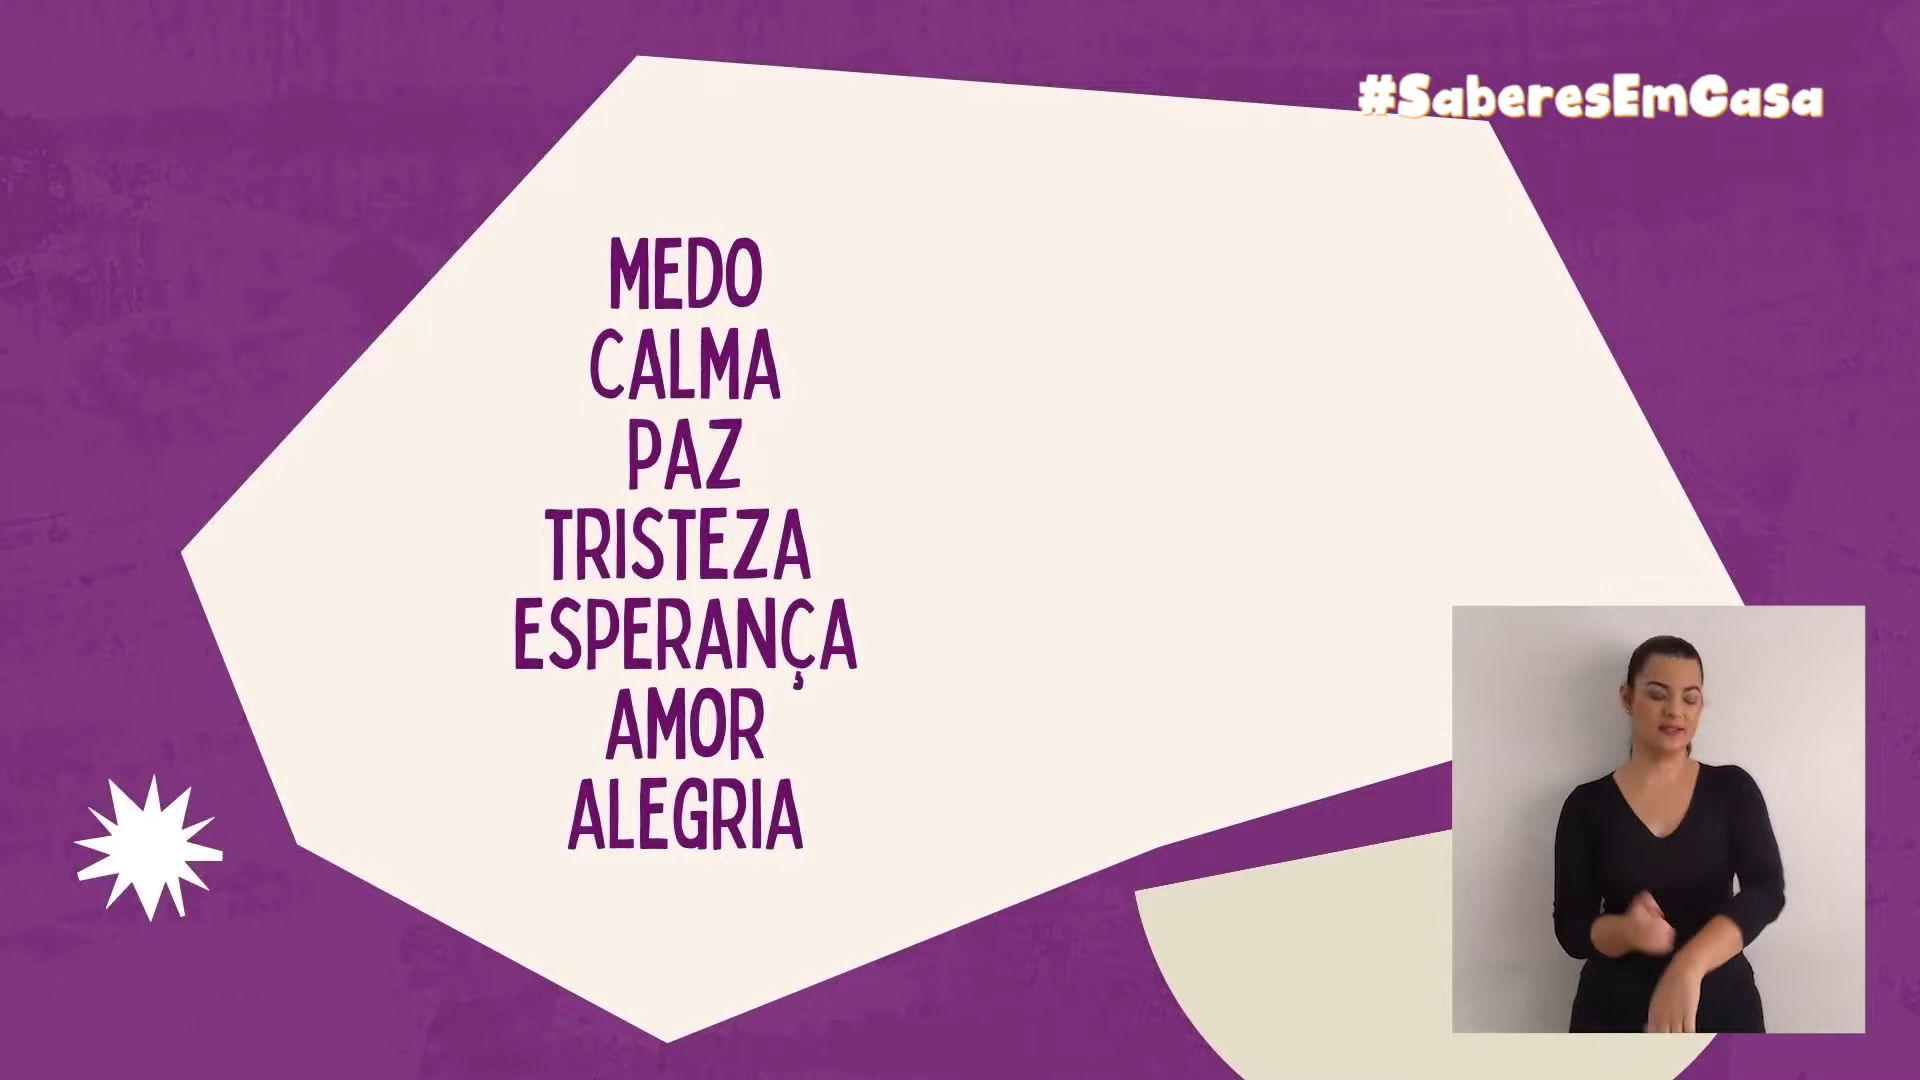 #SaberesEmCasa
MEDO
CALMA
PAZ
TRISTEZA
ESPERANÇA
AMOR
ALEGRIA